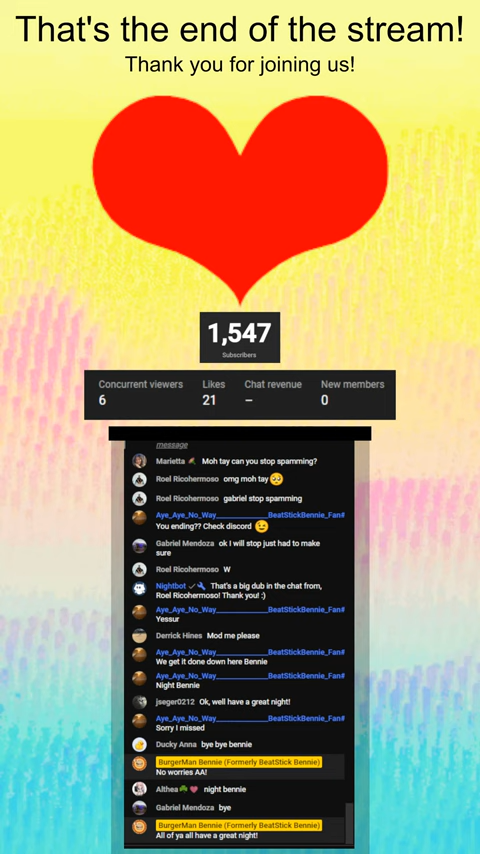 That's the end of the stream!
Thank you for joining us!
1,547
Subscribers
Concurrent viewers Likes Chat revenue New members
6 21 – 0
message
Marietta Moh tay can you stop spamming?
Roel Ricohermoso omg moh tay 🥺
Roel Ricohermoso gabriel stop spamming
Aye_Aye_No_Way____________BeatStickBennie_Fan#
You ending?? Check discord 😉
Gabriel Mendoza ok I will stop just had to make
sure
Roel Ricohermoso W
Nightbot That's a big dub in the chat from,
Roel Ricohermoso! Thank you! :)
Aye_Aye_No_Way____________BeatStickBennie_Fan#
Yessur
Derrick Hines Mod me please
Aye_Aye_No_Way____________BeatStickBennie_Fan#
We get it done down here Bennie
Aye_Aye_No_Way____________BeatStickBennie_Fan#
Night Bennie
jseger0212 Ok, well have a great night!
Aye_Aye_No_Way____________BeatStickBennie_Fan#
Sorry I missed
Ducky Anna bye bye bennie
BurgerMan Bennie (Formerly BeatStick Bennie)
No worries AA!
Althea☘️💗 night bennie
Gabriel Mendoza bye
BurgerMan Bennie (Formerly BeatStick Bennie)
All of ya all have a great night!